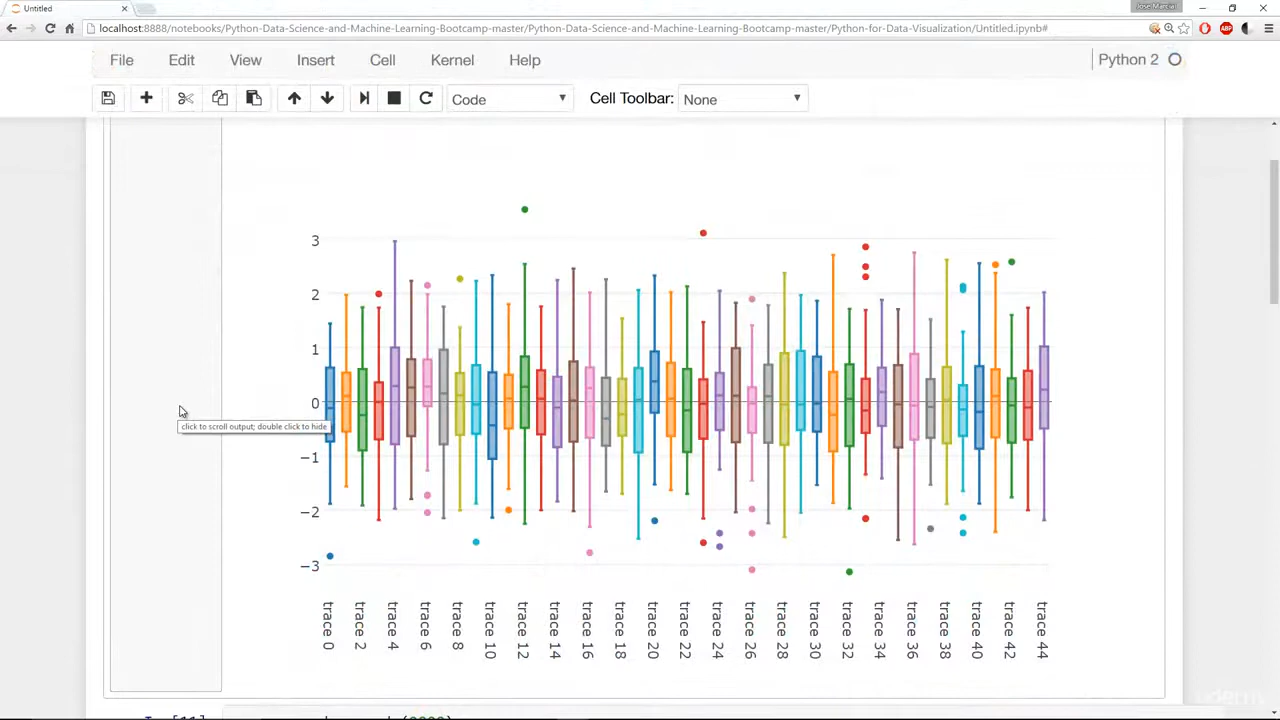 Untitled
Jose Marcial
localhost:8888/notebooks/Python-Data-Science-and-Machine-Learning-Bootcamp-master/Python-Data-Science-and-Machine-Learning-Bootcamp-master/Python-for-Data-Visualization/Untitled.ipynb#
ABP
File Edit View Insert Cell Kernel Help Python 2
Code Cell Toolbar: None
3
2
1
0
−1
−2
−3
click to scroll output; double click to hide
trace 0
trace 2
trace 4
trace 6
trace 8
trace 10
trace 12
trace 14
trace 16
trace 18
trace 20
trace 22
trace 24
trace 26
trace 28
trace 30
trace 32
trace 34
trace 36
trace 38
trace 40
trace 42
trace 44